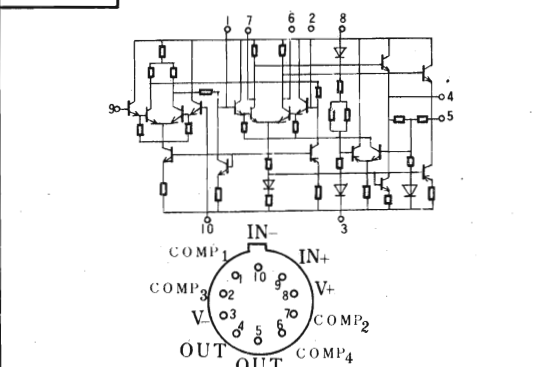 1 7 6 2 8
9
4
5
10 3
IN-
COMP1 IN+
10
1 9
COMP3 2 8 V+
V- 3 7 COMP2
4 5 6
OUT COMP4
OUT